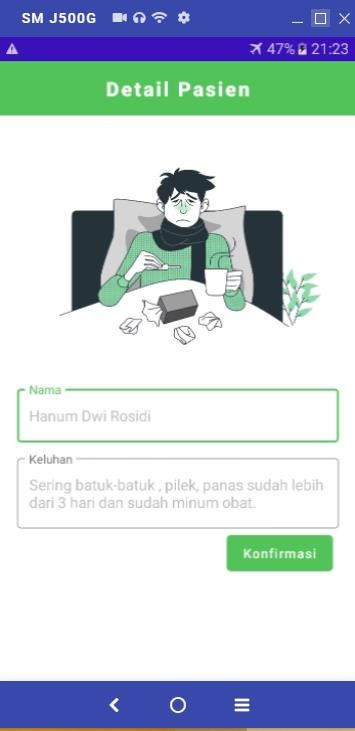 SM J500G
47% 21:23
Detail Pasien
Nama
Hanum Dwi Rosidi
Keluhan
Sering batuk-batuk , pilek, panas sudah lebih
dari 3 hari dan sudah minum obat.
Konfirmasi